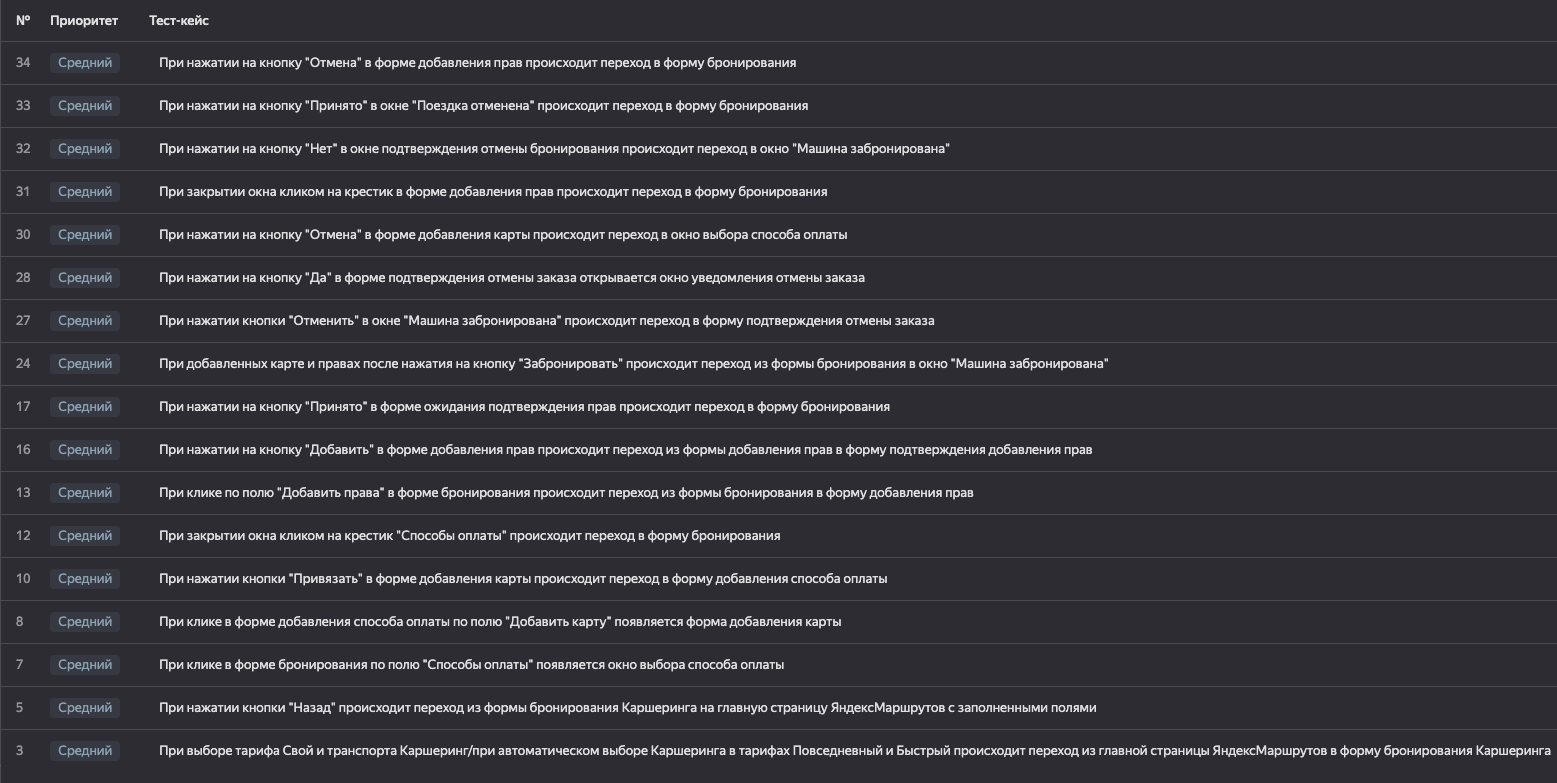 № Приоритет Тест-кейс
34 Средний При нажатии на кнопку "Отмена" в форме добавления прав происходит переход в форму бронирования
33 Средний При нажатии на кнопку "Принято" в окне "Поездка отменена" происходит переход в форму бронирования
32 Средний При нажатии на кнопку "Нет" в окне подтверждения отмены бронирования происходит переход в окно "Машина забронирована"
31 Средний При закрытии окна кликом на крестик в форме добавления прав происходит переход в форму бронирования
30 Средний При нажатии на кнопку "Отмена" в форме добавления карты происходит переход в окно выбора способа оплаты
28 Средний При нажатии на кнопку "Да" в форме подтверждения отмены заказа открывается окно уведомления отмены заказа
27 Средний При нажатии кнопки "Отменить" в окне "Машина забронирована" происходит переход в форму подтверждения отмены заказа
24 Средний При добавленных карте и правах после нажатия на кнопку "Забронировать" происходит переход из формы бронирования в окно "Машина забронирована"
17 Средний При нажатии на кнопку "Принято" в форме ожидания подтверждения прав происходит переход в форму бронирования
16 Средний При нажатии на кнопку "Добавить" в форме добавления прав происходит переход из формы добавления прав в форму подтверждения добавления прав
13 Средний При клике по полю "Добавить права" в форме бронирования происходит переход из формы бронирования в форму добавления прав
12 Средний При закрытии окна кликом на крестик "Способы оплаты" происходит переход в форму бронирования
10 Средний При нажатии кнопки "Привязать" в форме добавления карты происходит переход в форму добавления способа оплаты
8 Средний При клике в форме добавления способа оплаты по полю "Добавить карту" появляется форма добавления карты
7 Средний При клике в форме бронирования по полю "Способы оплаты" появляется окно выбора способа оплаты
5 Средний При нажатии кнопки "Назад" происходит переход из формы бронирования Каршеринга на главную страницу ЯндексМаршрутов с заполненными полями
3 Средний При выборе тарифа Свой и транспорта Каршеринг/при автоматическом выборе Каршеринга в тарифах Повседневный и Быстрый происходит переход из главной страницы ЯндексМаршрутов в форму бронирования Каршеринга